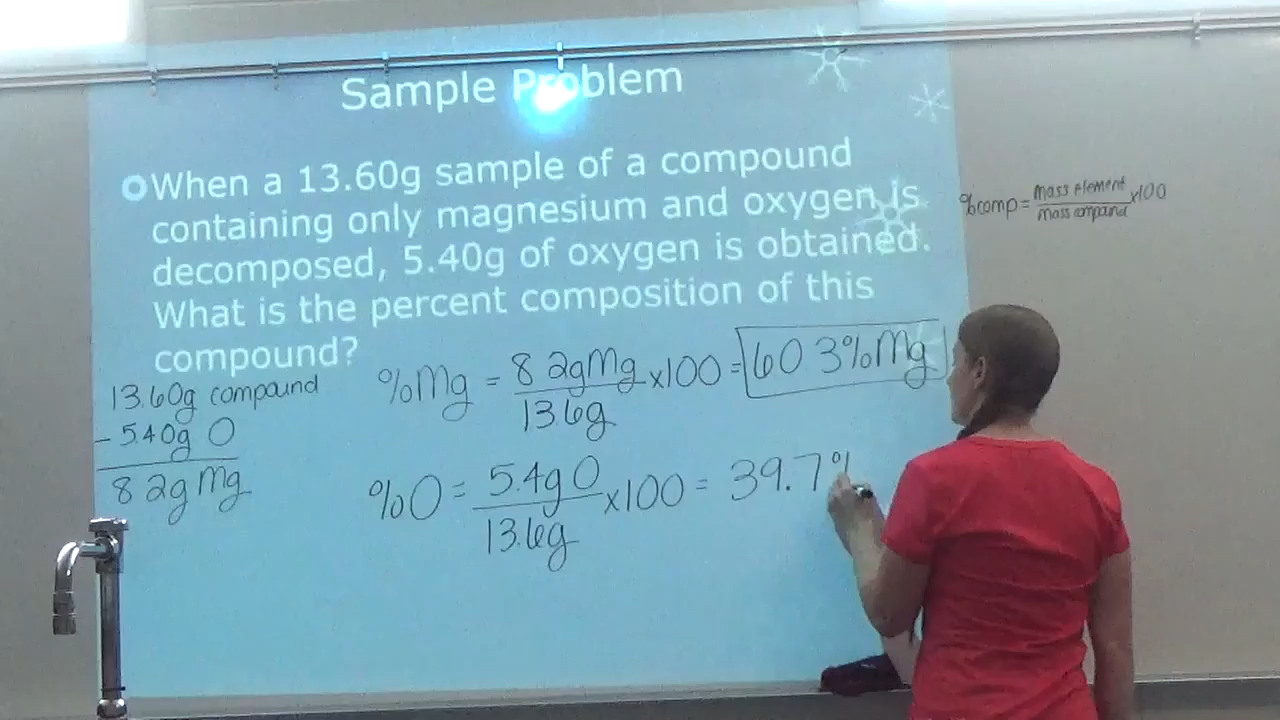 Sample Problem
When a 13.60g sample of a compound
containing only magnesium and oxygen is
decomposed, 5.40g of oxygen is obtained.
What is the percent composition of this
compound?
%comp = mass element / mass compound x100
13.60g compound
- 5.40g O
8 2g Mg
%Mg = 8 2gMg / 13 6g x100 = 60 3%Mg
%O = 5.4g O / 13.6g x100 = 39.7%